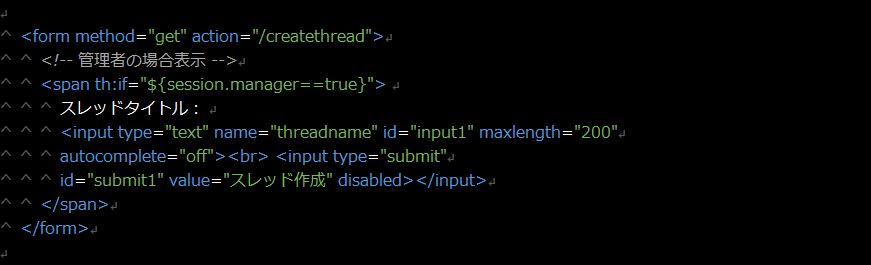 <form method="get" action="/createthread">
<!-- 管理者の場合表示 -->
<span th:if="${session.manager==true}">
スレッドタイトル：
<input type="text" name="threadname" id="input1" maxlength="200"
autocomplete="off"><br> <input type="submit"
id="submit1" value="スレッド作成" disabled></input>
</span>
</form>